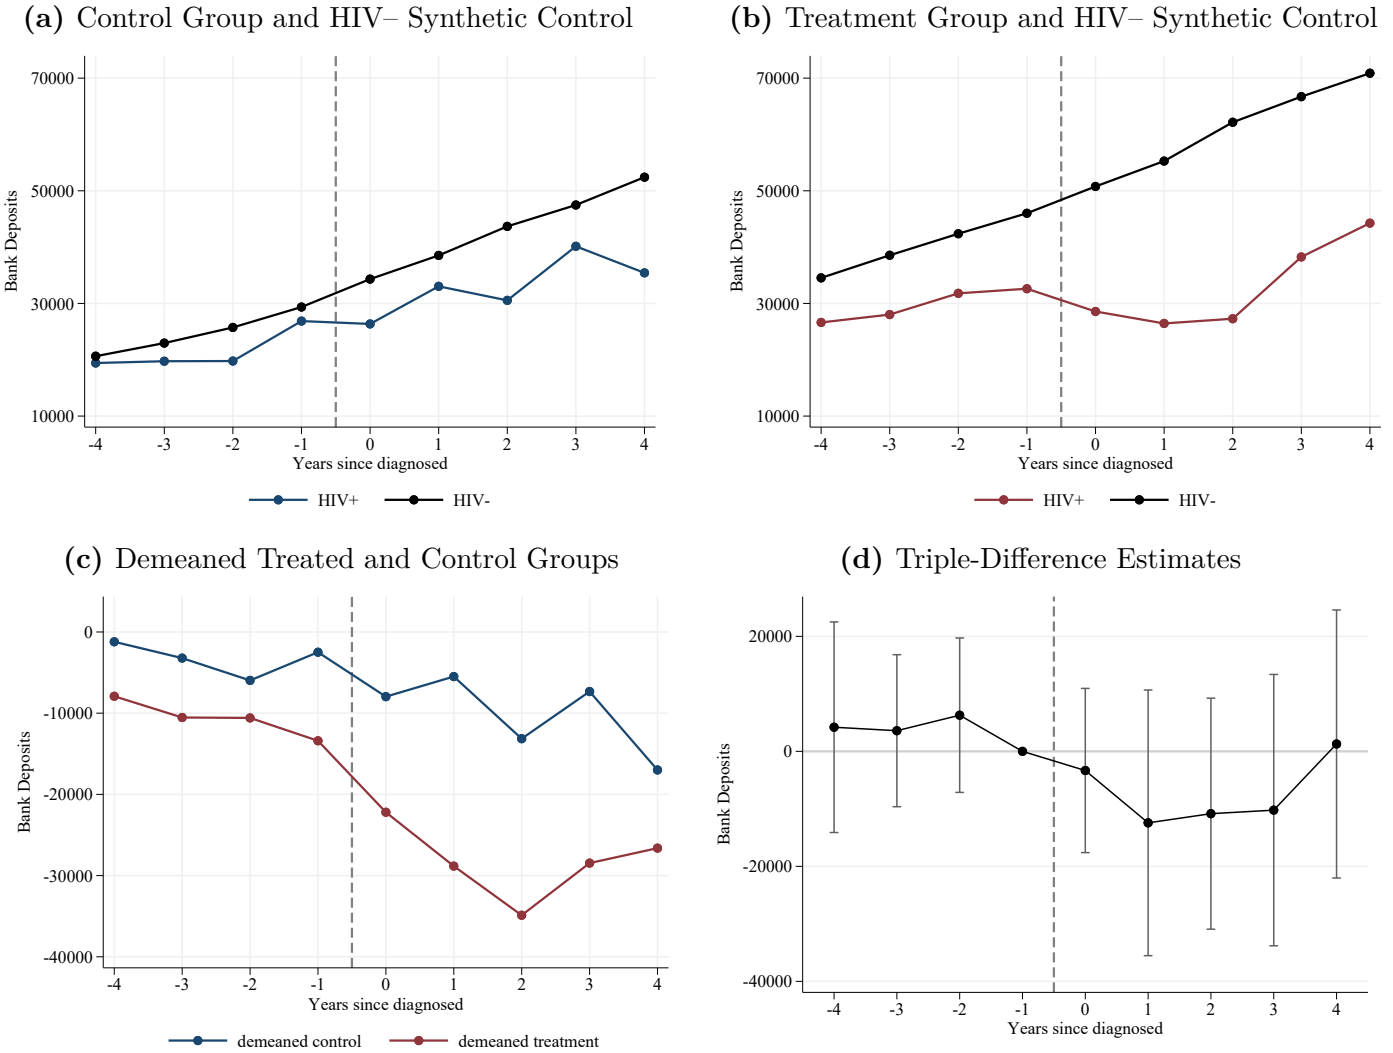 (a) Control Group and HIV– Synthetic Control
70000
50000
30000
10000
Bank Deposits
-4 -3 -2 -1 0 1 2 3 4
Years since diagnosed
HIV+ HIV-
(b) Treatment Group and HIV– Synthetic Control
70000
50000
30000
10000
Bank Deposits
-4 -3 -2 -1 0 1 2 3 4
Years since diagnosed
HIV+ HIV-
(c) Demeaned Treated and Control Groups
0
-10000
-20000
-30000
-40000
Bank Deposits
-4 -3 -2 -1 0 1 2 3 4
Years since diagnosed
demeaned control demeaned treatment
(d) Triple-Difference Estimates
20000
0
-20000
-40000
Bank Deposits
-4 -3 -2 -1 0 1 2 3 4
Years since diagnosed